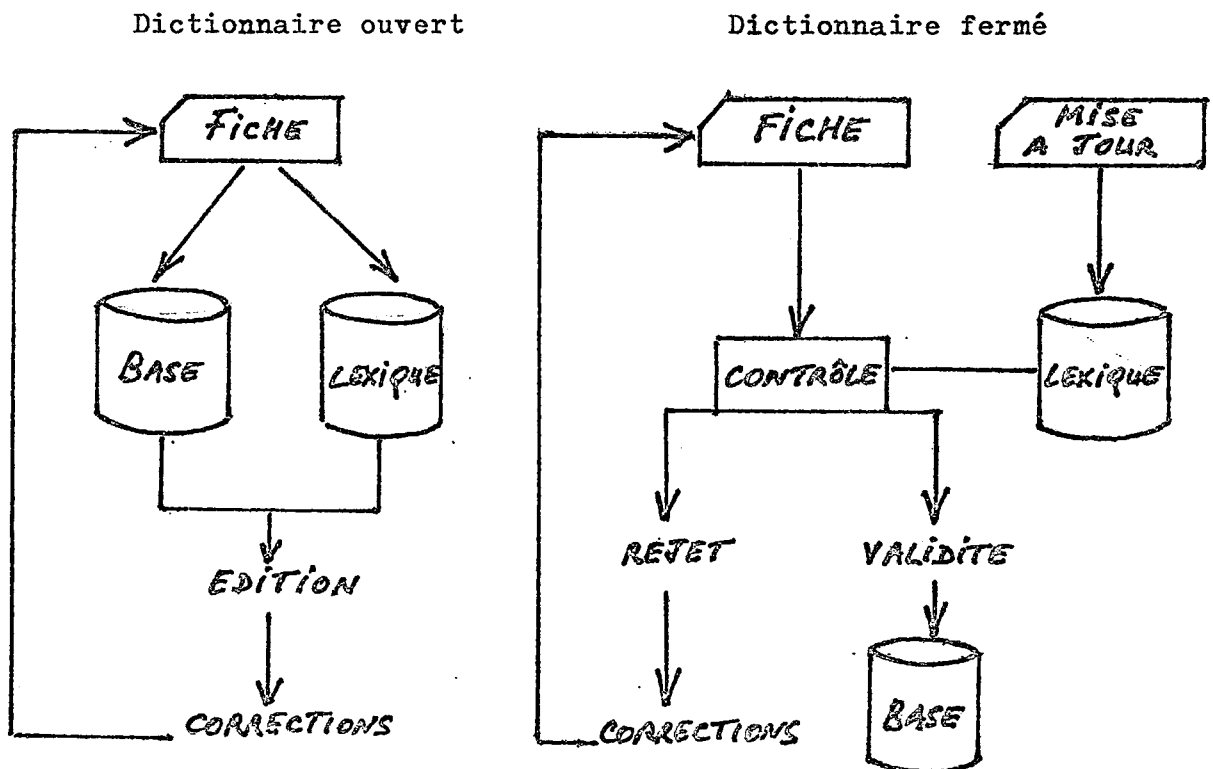 Dictionnaire ouvert
FiCHE
BASE
LEXiQUE
EDiTiON
CORRECTIONS
Dictionnaire fermé
FiCHE
MiSE
A JOUR
CONTRÔLE
LEXiQUE
REJET
VALiDiTE
CORRECTIONS
BASE